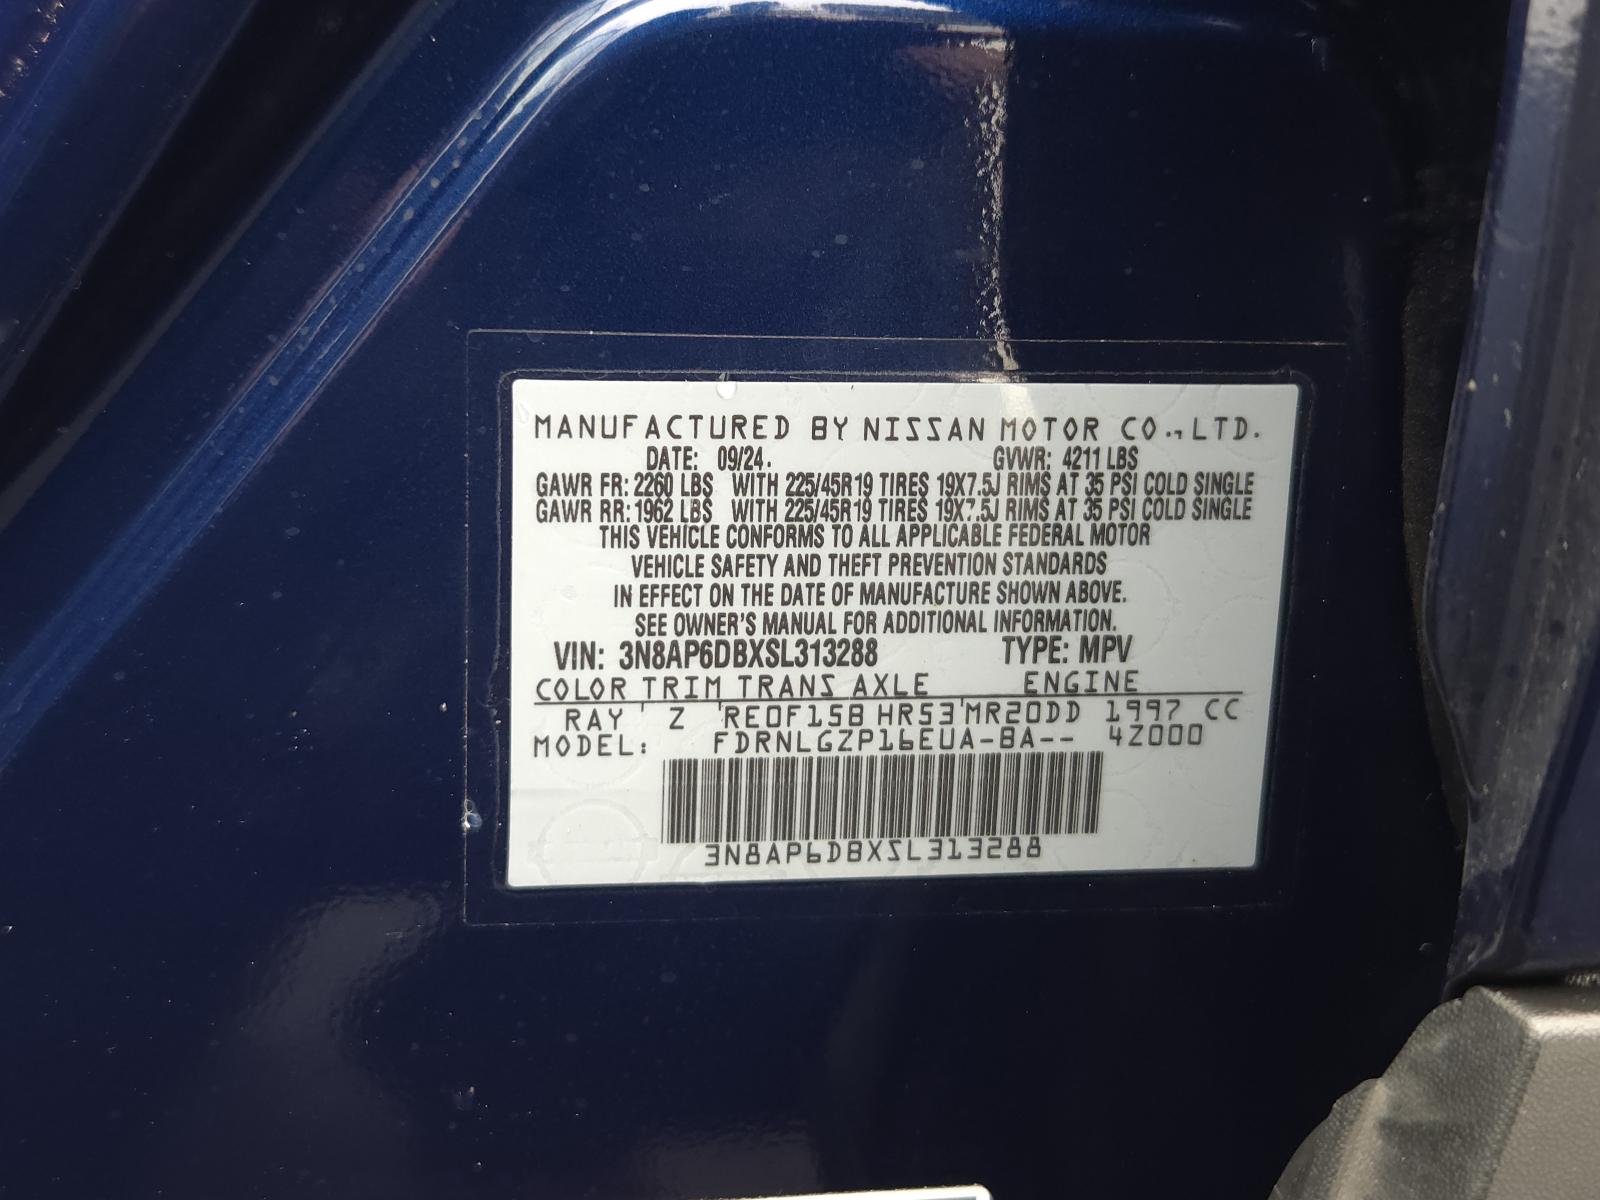 MANUFACTURED BY NISSAN MOTOR CO., LTD.
DATE: 09/24. GVWR: 4211 LBS
GAWR FR: 2260 LBS WITH 225/45R19 TIRES 19X7.5J RIMS AT 35 PSI COLD SINGLE
GAWR RR: 1962 LBS WITH 225/45R19 TIRES 19X7.5J RIMS AT 35 PSI COLD SINGLE
THIS VEHICLE CONFORMS TO ALL APPLICABLE FEDERAL MOTOR
VEHICLE SAFETY AND THEFT PREVENTION STANDARDS
IN EFFECT ON THE DATE OF MANUFACTURE SHOWN ABOVE.
SEE OWNER'S MANUAL FOR ADDITIONAL INFORMATION.
VIN: 3N8AP6DBXSL313288 TYPE: MPV
COLOR TRIM TRANS AXLE ENGINE
RAY Z RE0F15B HR53 MR20DD 1997 CC
MODEL: FDRNLGZP16EUA-BA-- 4Z000
3N8AP6DBXSL313288